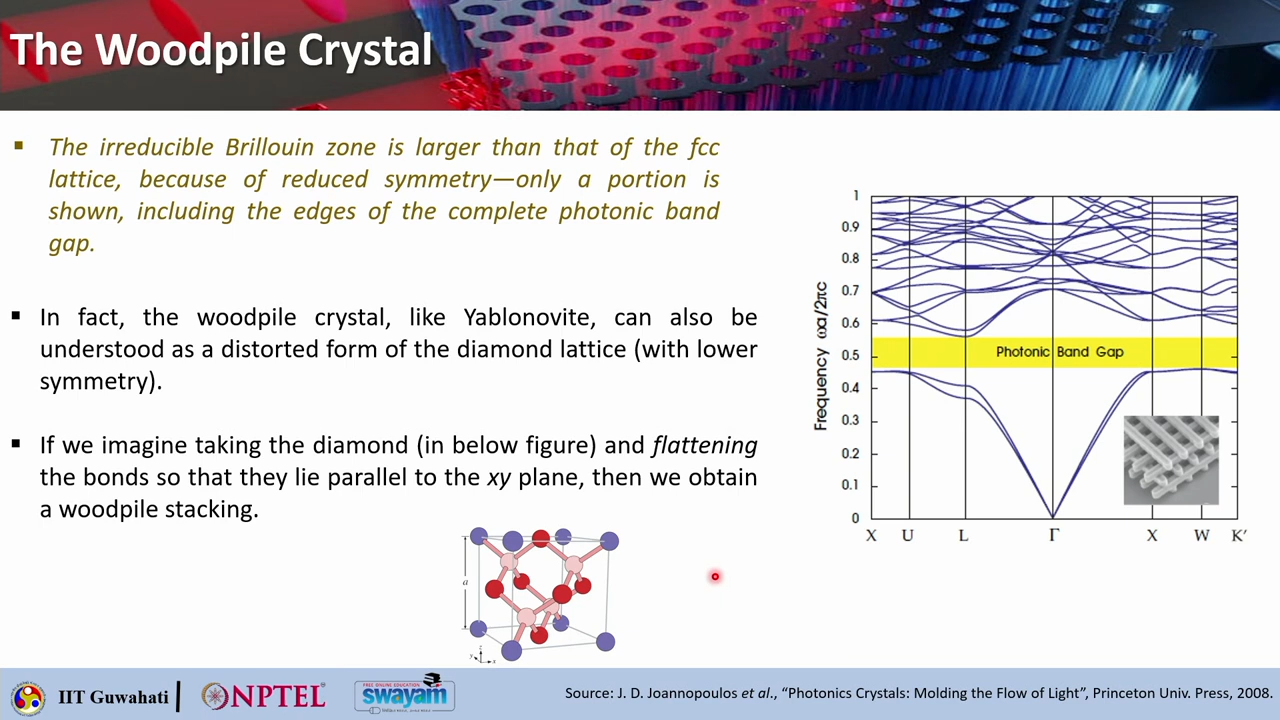 The Woodpile Crystal
▪ The irreducible Brillouin zone is larger than that of the fcc
lattice, because of reduced symmetry—only a portion is
shown, including the edges of the complete photonic band
gap.
▪ In fact, the woodpile crystal, like Yablonovite, can also be
understood as a distorted form of the diamond lattice (with lower
symmetry).
▪ If we imagine taking the diamond (in below figure) and flattening
the bonds so that they lie parallel to the xy plane, then we obtain
a woodpile stacking.
a
z
y x
Frequency ωa/2πc
1
0.9
0.8
0.7
0.6
0.5
0.4
0.3
0.2
0.1
0
Photonic Band Gap
X U L Γ X W K′
IIT Guwahati
NPTEL
FREE ONLINE EDUCATION
swayam
Source: J. D. Joannopoulos et al., “Photonics Crystals: Molding the Flow of Light”, Princeton Univ. Press, 2008.